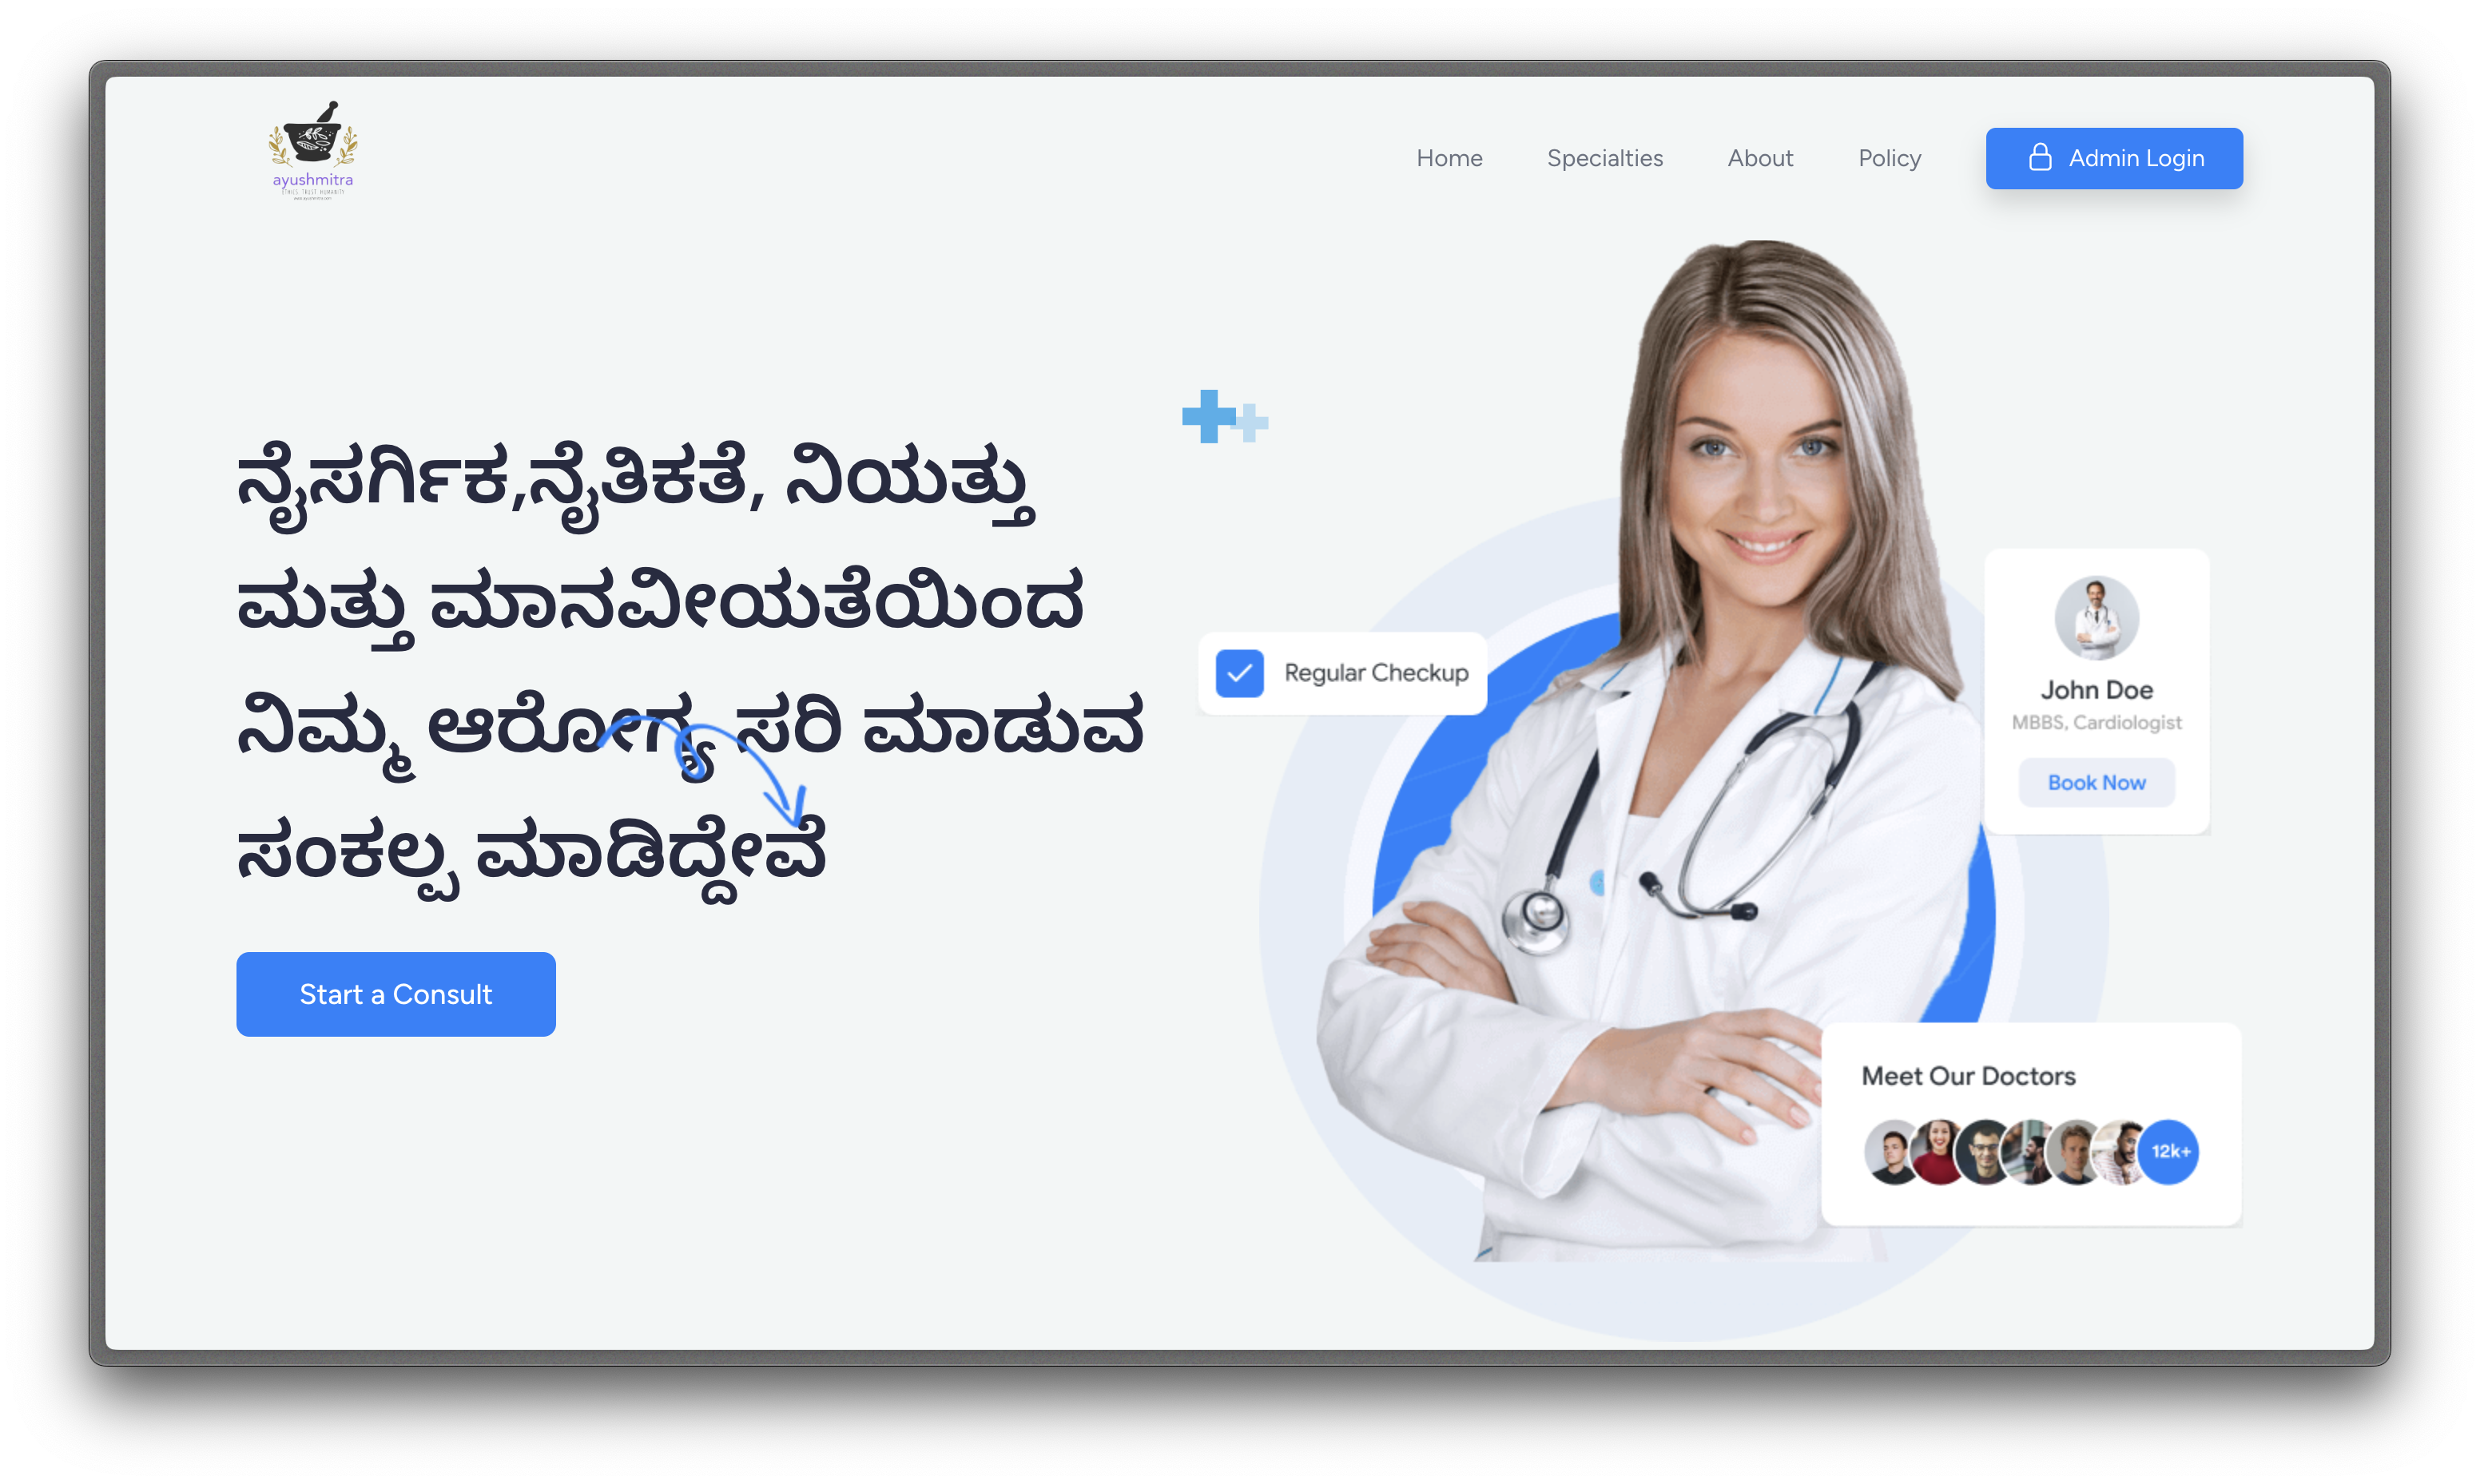 ayushmitra
ETHICS TRUST HUMANITY
Home Specialties About Policy Admin Login
ನೈಸರ್ಗಿಕ,ನೈತಿಕತೆ, ನಿಯತ್ತು
ಮತ್ತು ಮಾನವೀಯತೆಯಿಂದ
ನಿಮ್ಮ ಆರೋಗ್ಯ ಸರಿ ಮಾಡುವ
ಸಂಕಲ್ಪ ಮಾಡಿದ್ದೇವೆ
Start a Consult
Regular Checkup
John Doe
MBBS, Cardiologist
Book Now
Meet Our Doctors
12k+